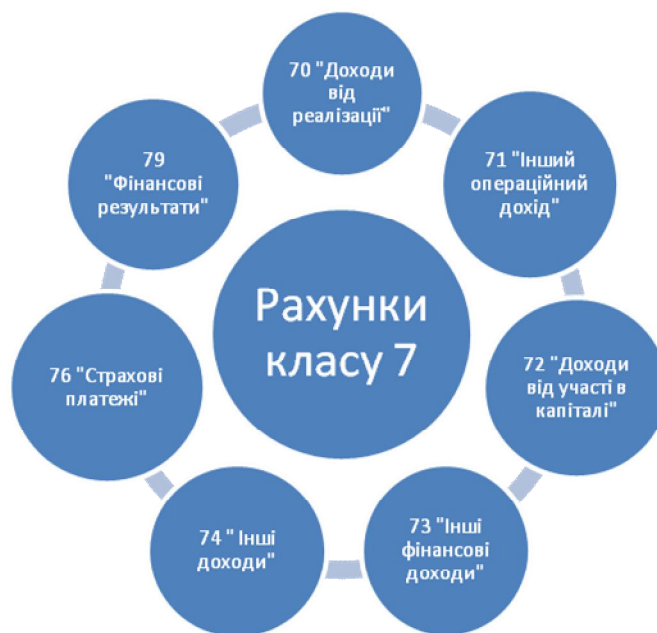 70 "Доходи
від
реалізації"
71 "Інший
операційний
дохід"
72 "Доходи
від участі в
капіталі"
73 "Інші
фінансові
доходи"
74 " Інші
доходи"
76 "Страхові
платежі"
79
"Фінансові
результати"
Рахунки
класу 7